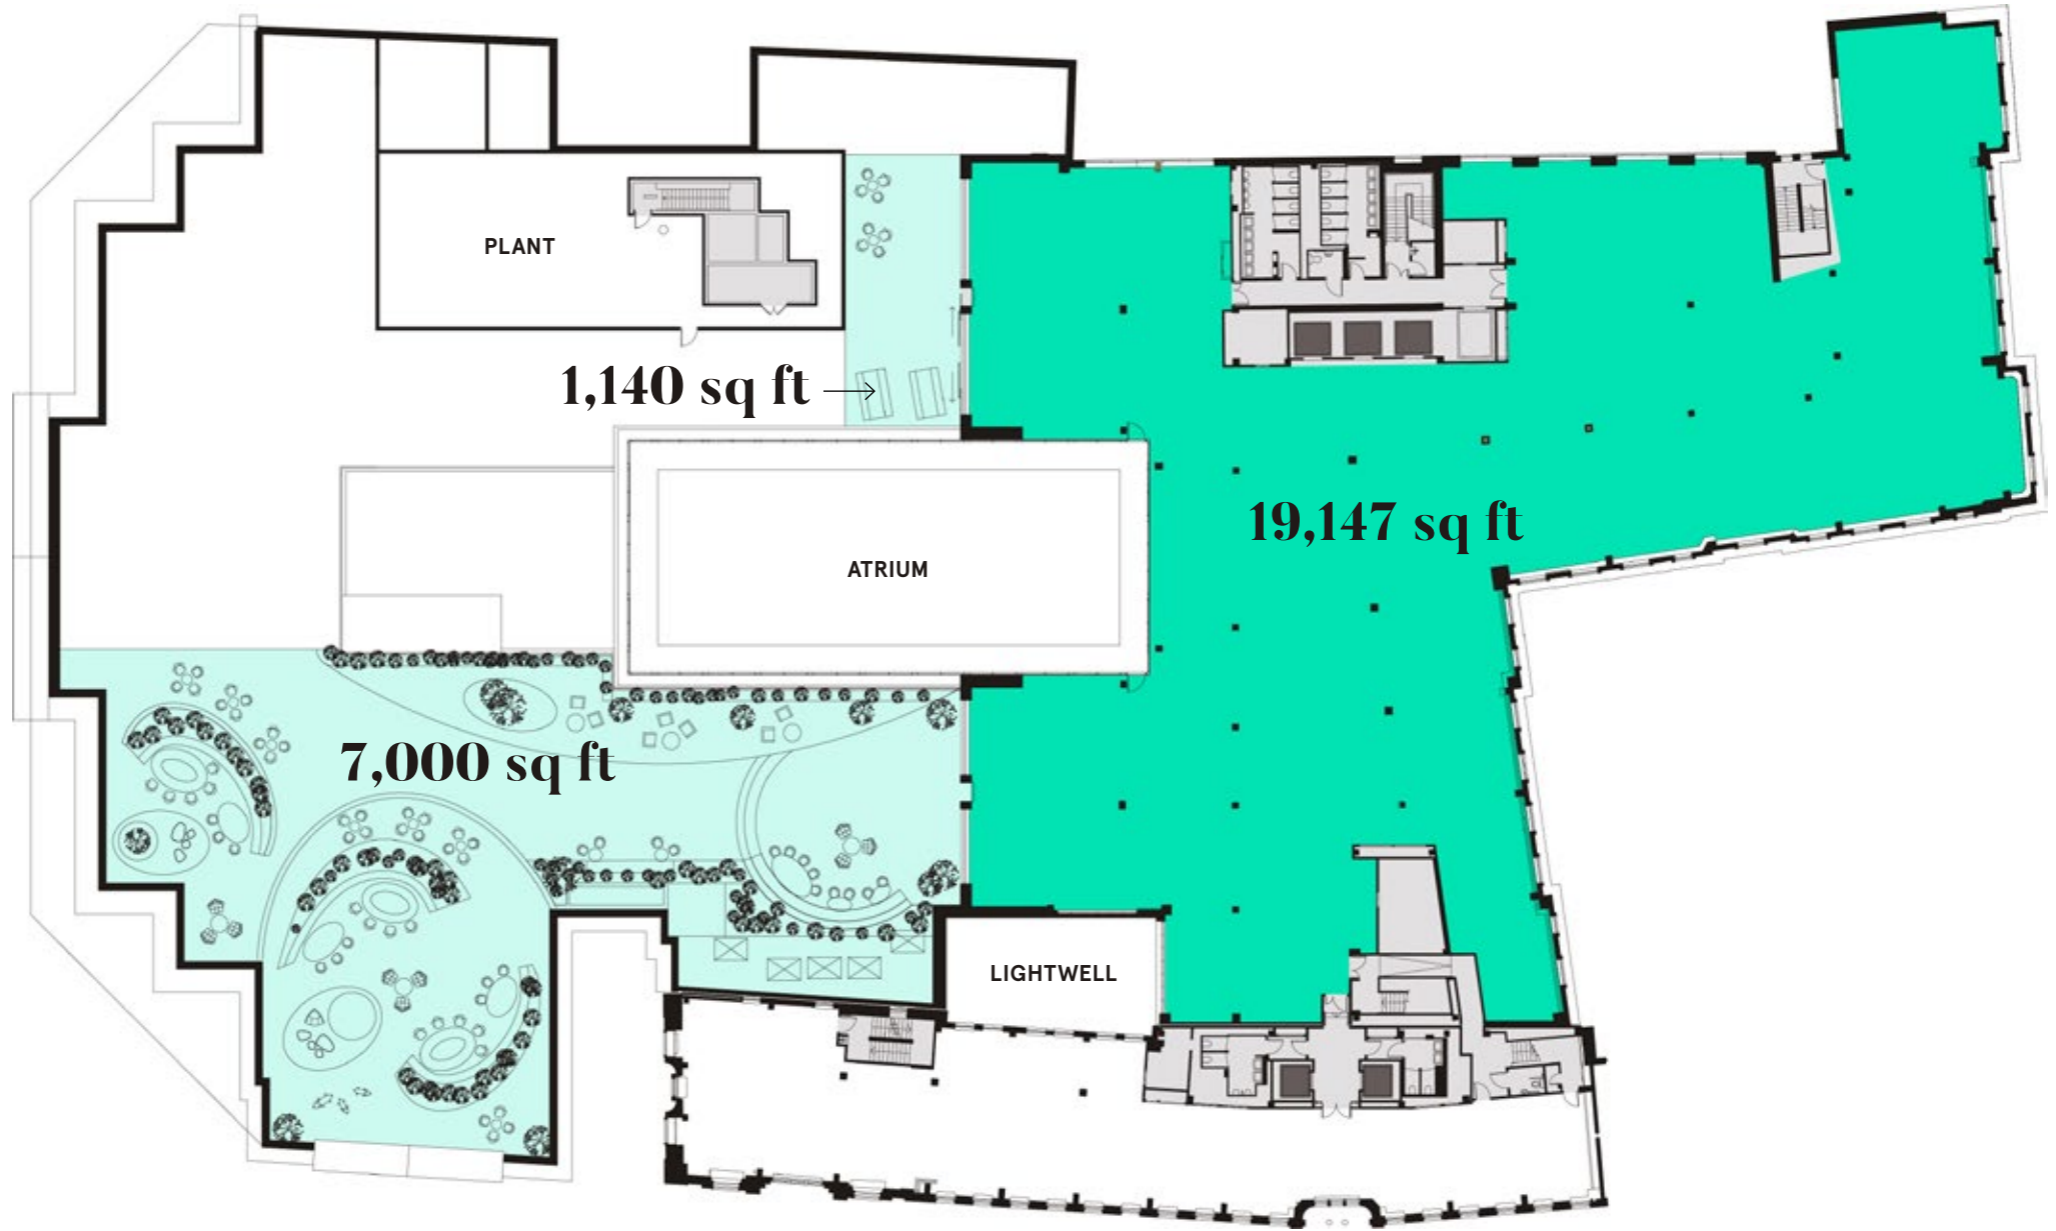 PLANT
1,140 sq ft
19,147 sq ft
ATRIUM
7,000 sq ft
LIGHTWELL